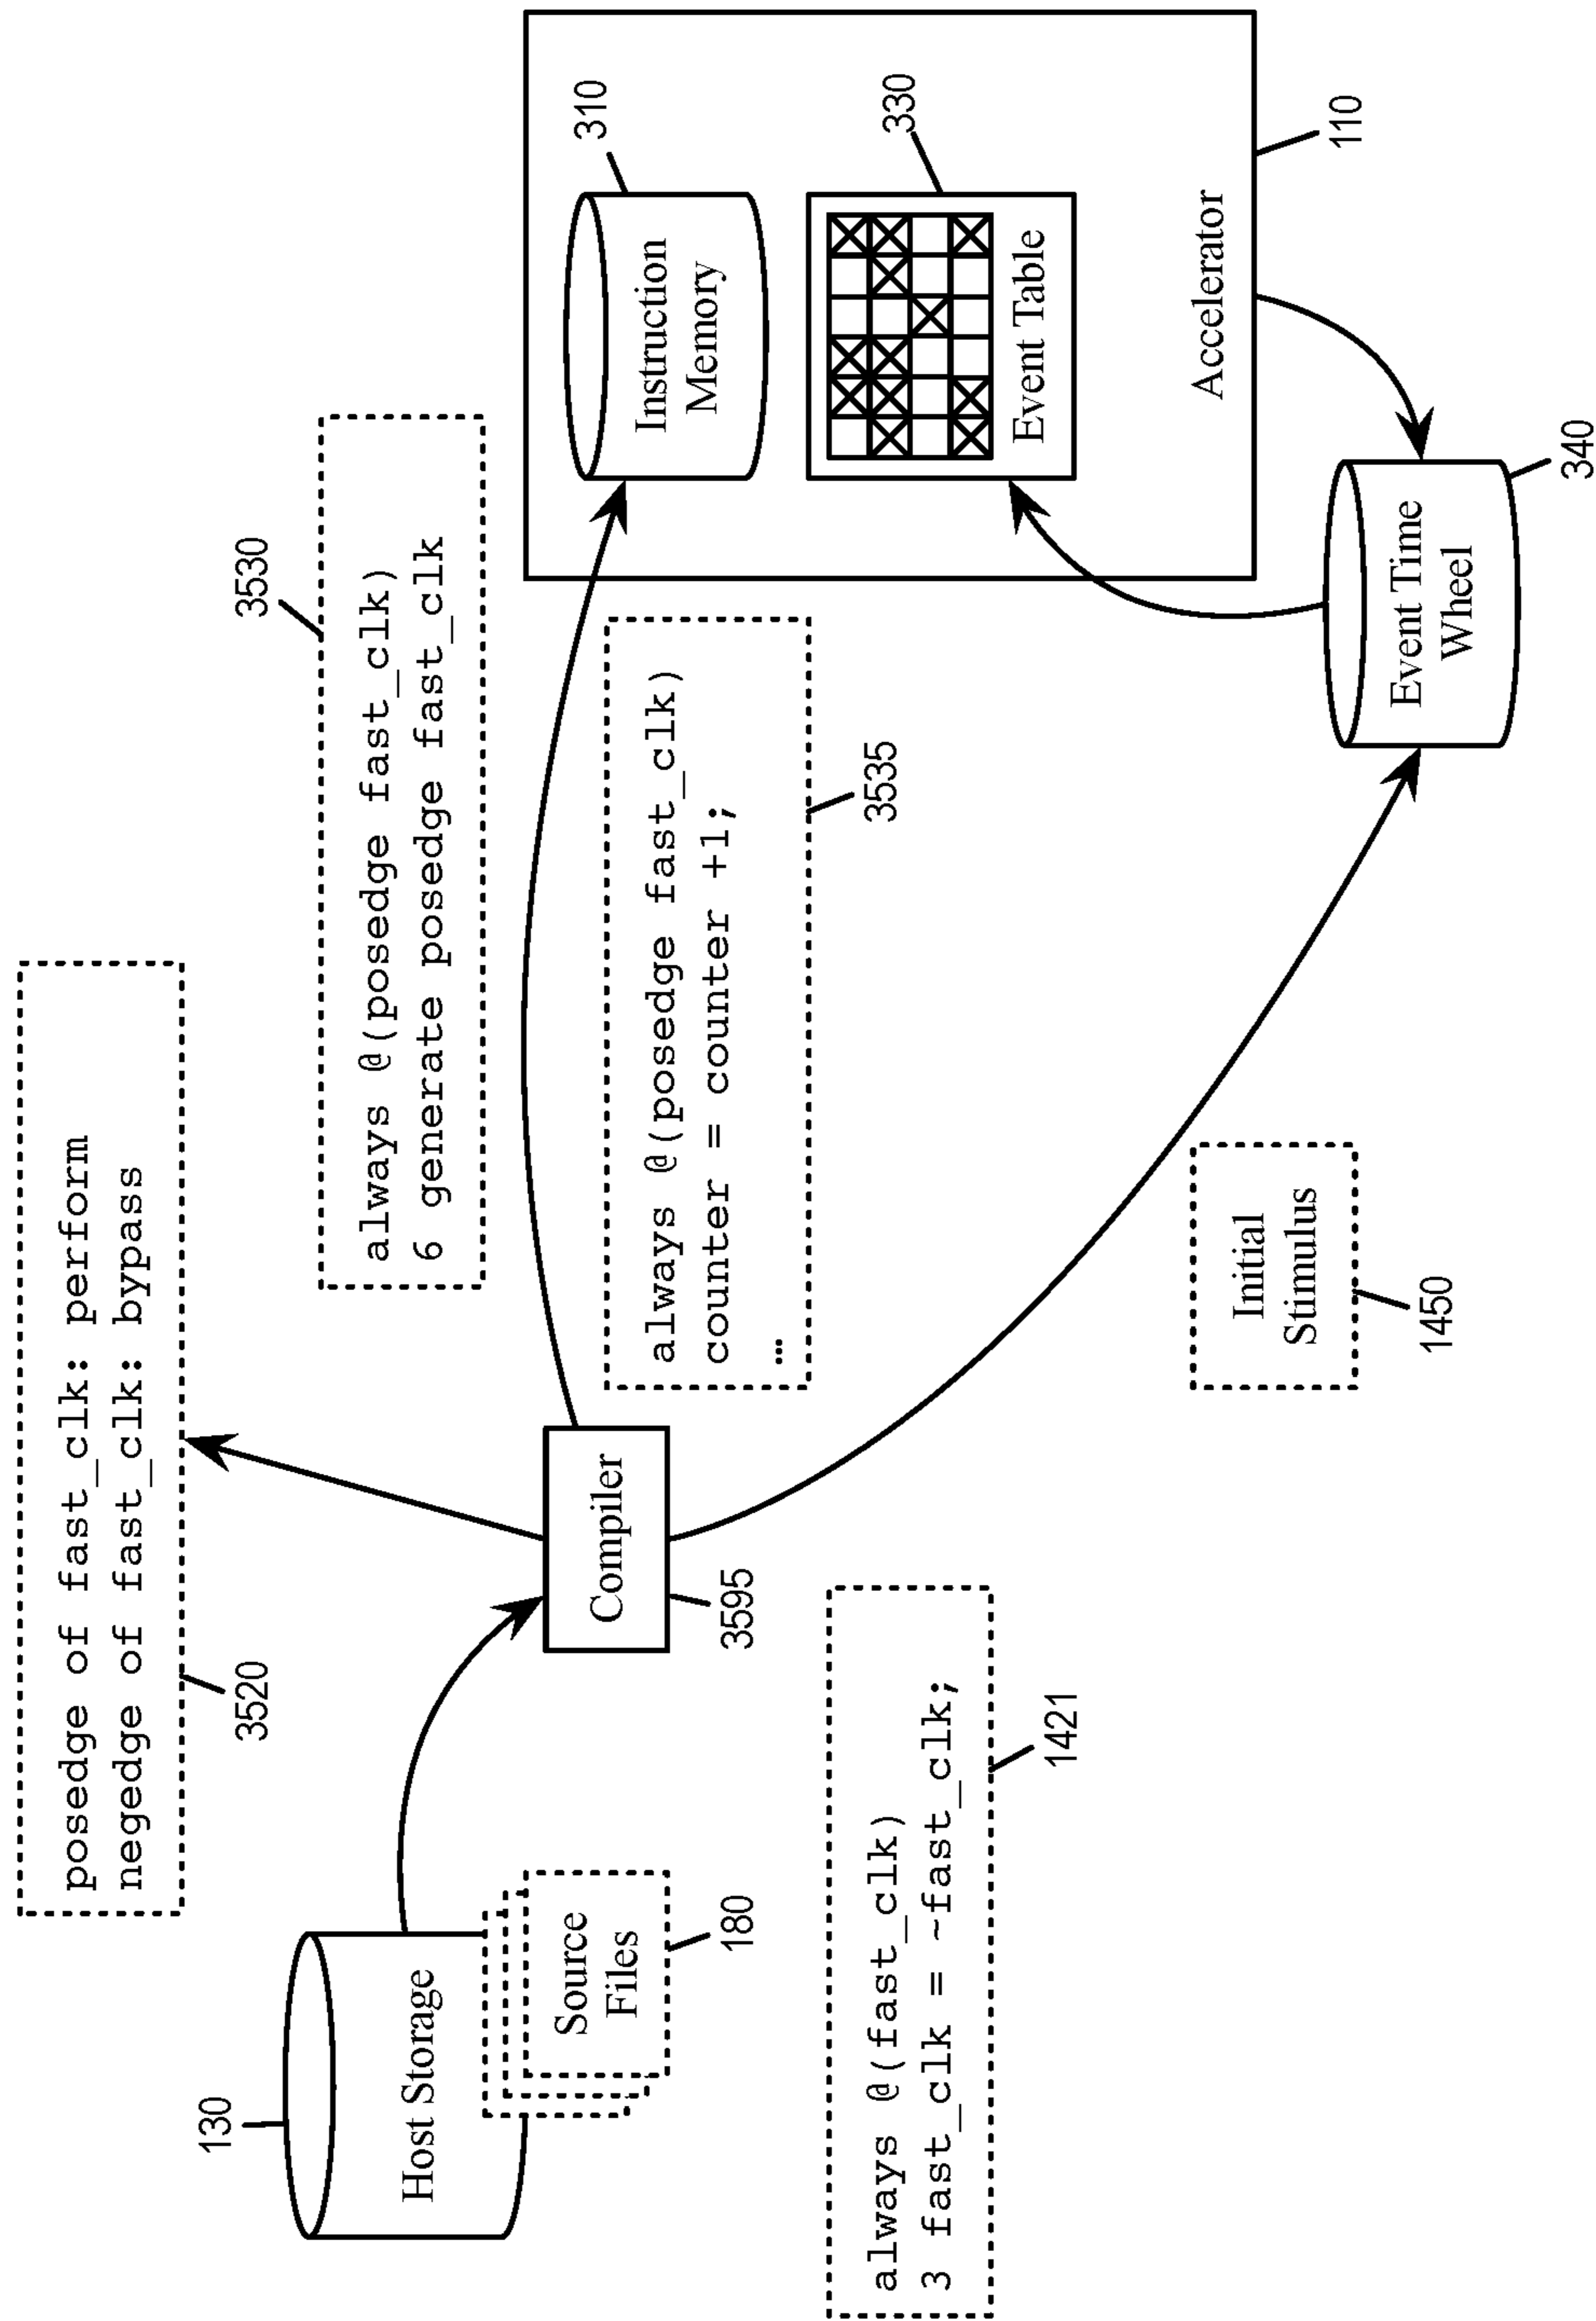 130
Host Storage
Source
Files
180
always @(fast_clk)
3 fast_clk = ~fast_clk;
1421
posedge of fast_clk: perform
negedge of fast_clk: bypass
3520
Compiler
3595
3530
always @(posedge fast_clk)
6 generate posedge fast_clk
always @(posedge fast_clk)
counter = counter +1;
...
3535
Initial
Stimulus
1450
Instruction
Memory
310
Event Table
330
Accelerator
110
Event Time
Wheel
340